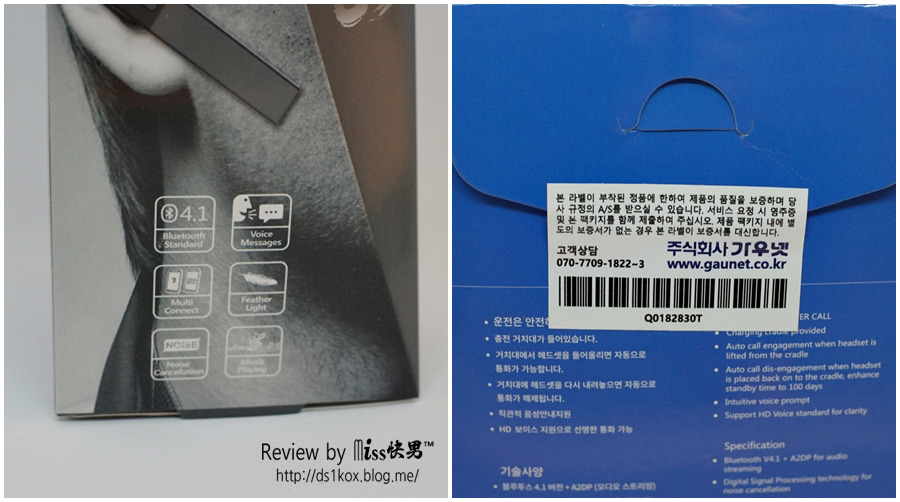 4.1
Bluetooth
Standard
Voice
Messages
Multi
Connect
Feather
Light
NOISE
Noise
Cancellation
Music
Playing
Review by Miss快男™
http://ds1kox.blog.me/
본 라벨이 부착된 정품에 한하여 제품의 품질을 보증하며 당
사 규정의 A/S를 받으실 수 있습니다. 서비스 요청 시 영주증
및 본 팩키지를 함께 제출하여 주십시오. 제품 팩키지 내에 별
도의 보증서가 없는 경우 본 라벨이 보증서를 대신합니다.
고객상담
070-7709-1822~3
주식회사 가우넷
www.gaunet.co.kr
Q0182830T
• 운전은 안전
• 충전 거치대가 들어있습니다.
• 거치대에서 헤드셋을 들어올리면 자동으로
통화가 가능합니다.
• 거치대에 헤드셋을 다시 내려놓으면 자동으로
통화가 해제됩니다.
• 직관적 음성안내지원
• HD 보이스 지원으로 선명한 통화 가능
기술사양
• 블루투스 4.1 버전 + A2DP (오디오 스트리밍)
ER CALL
• Charging cradle provided
• Auto call engagement when headset is
lifted from the cradle
• Auto call dis-engagement when headset
is placed back on to the cradle, enhance
standby time to 100 days
• Intuitive voice prompt
• Support HD Voice standard for clarity
Specification
• Bluetooth V4.1 + A2DP for audio
streaming
• Digital Signal Processing technology for
noise cancellation